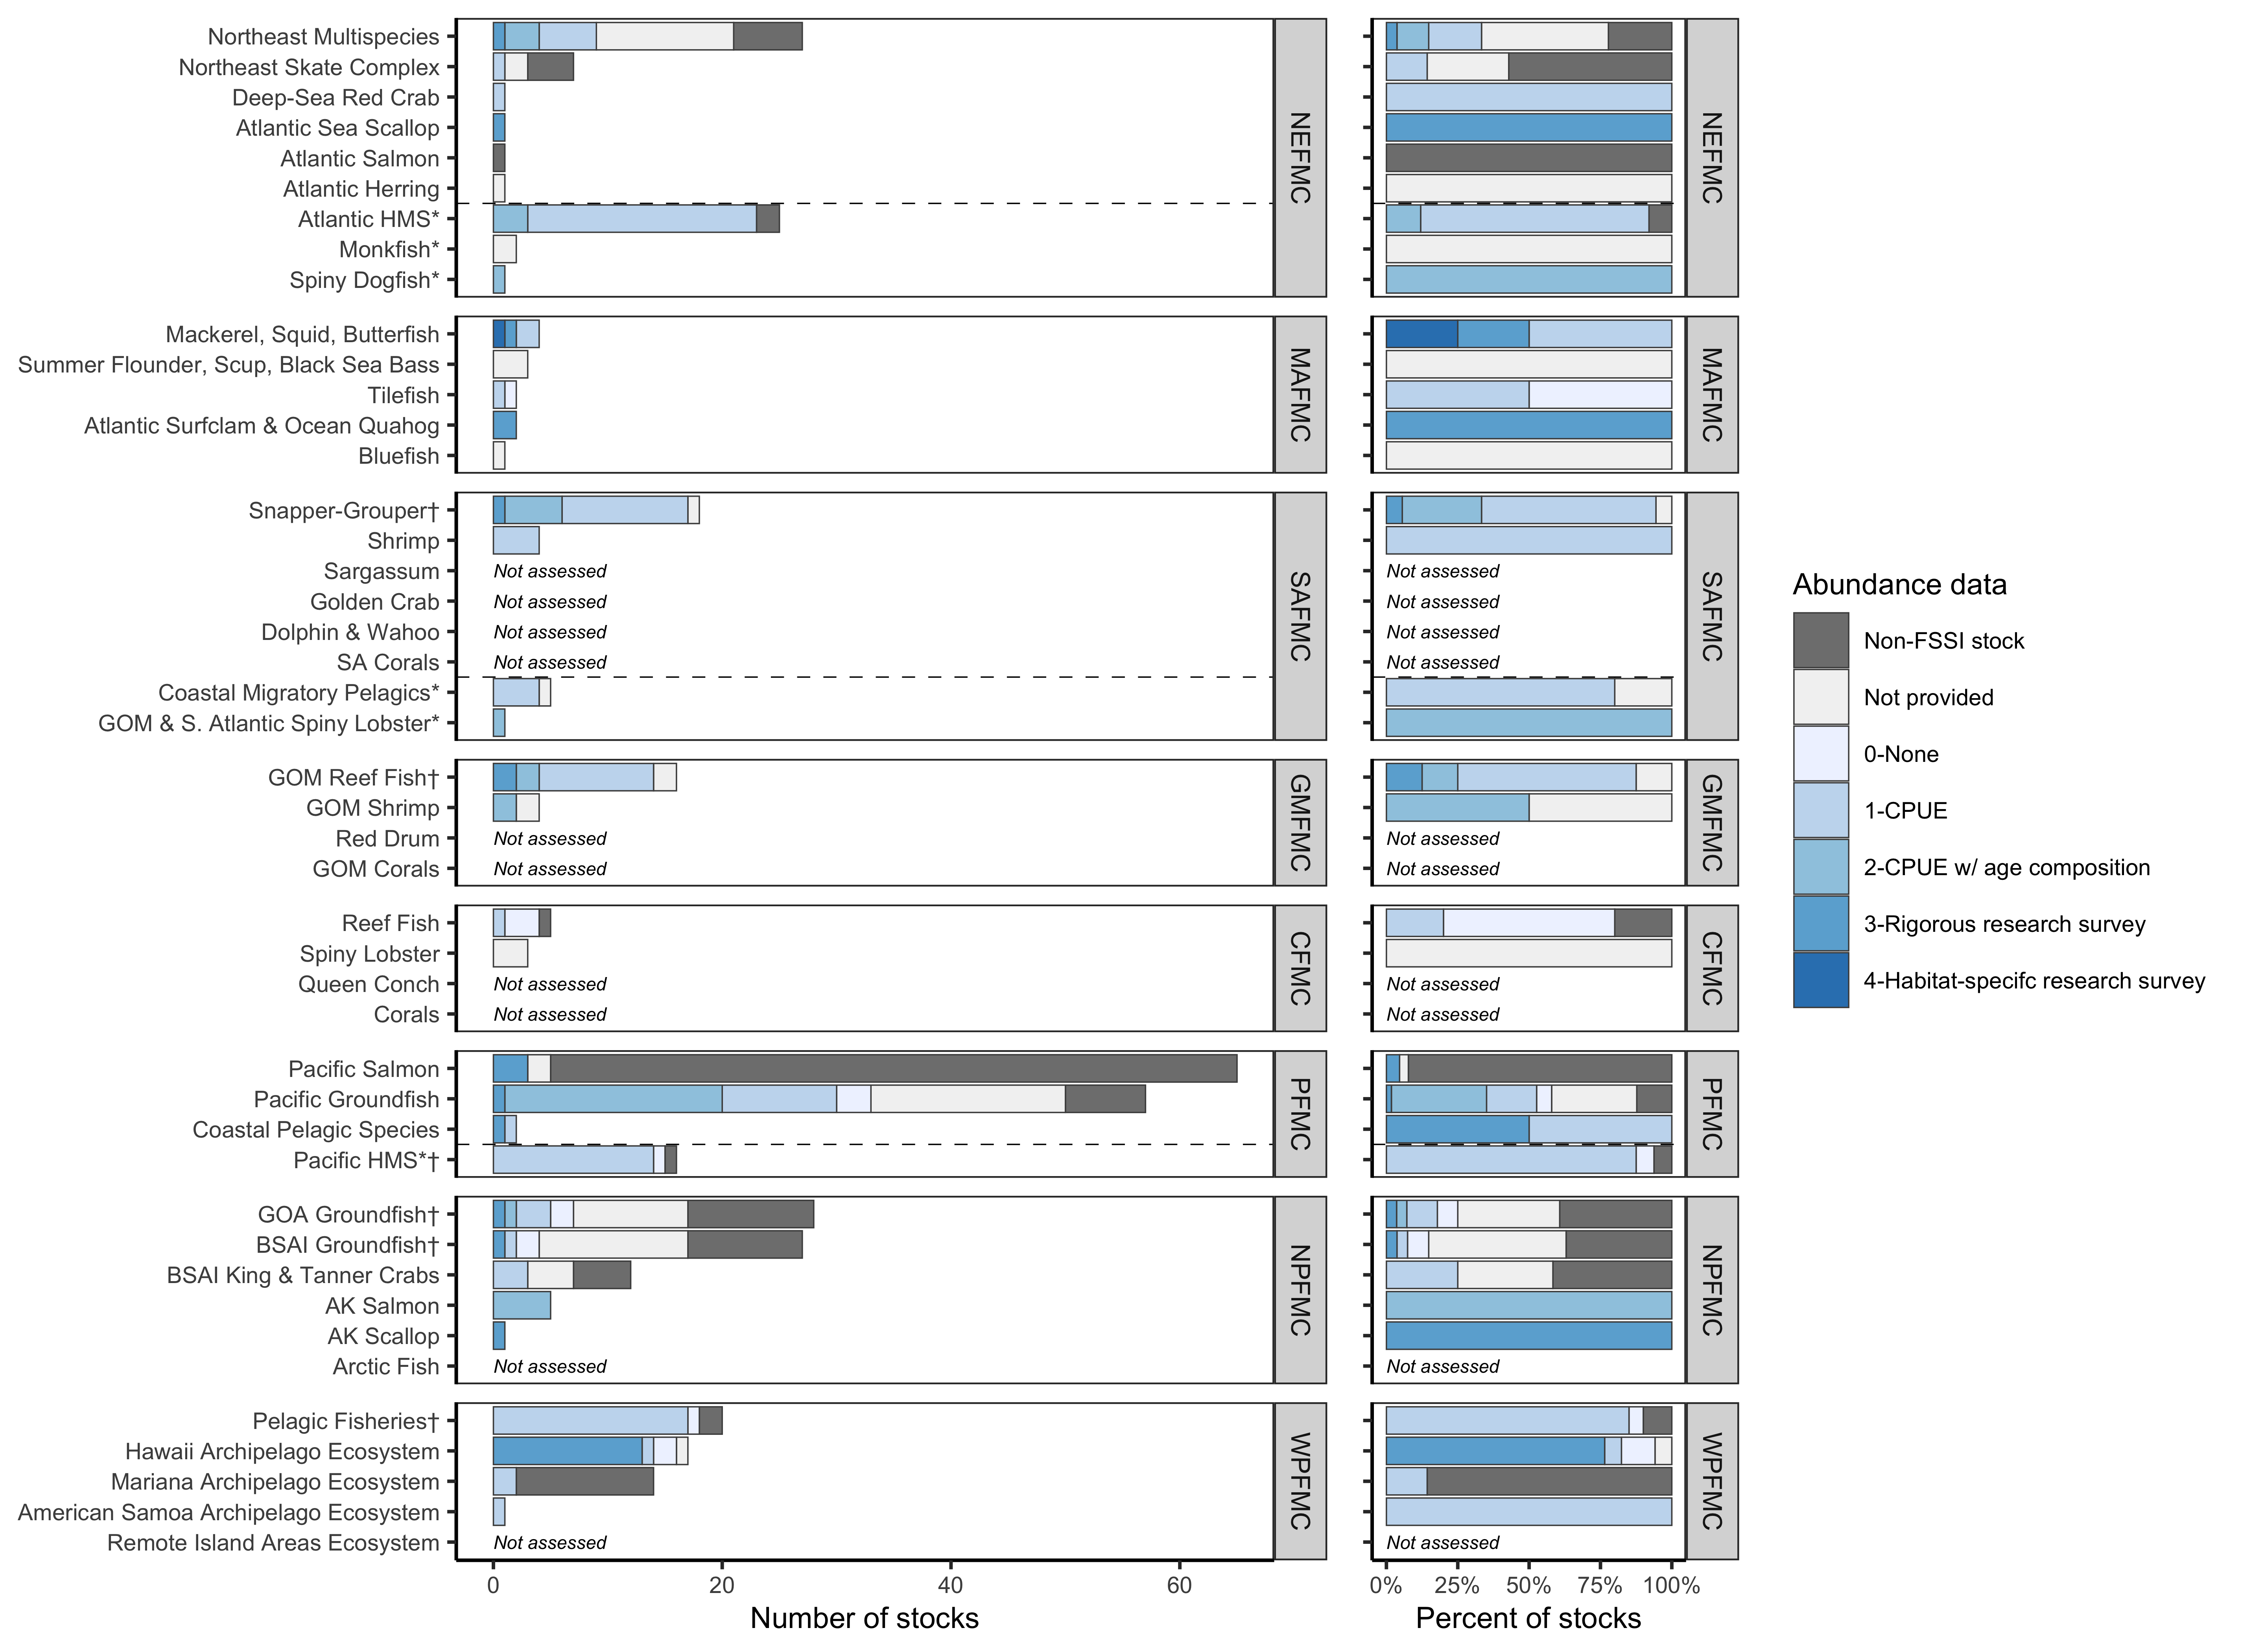 Northeast Multispecies
Northeast Skate Complex
Deep-Sea Red Crab
Atlantic Sea Scallop
Atlantic Salmon
Atlantic Herring
Atlantic HMS*
Monkfish*
Spiny Dogfish*
NEFMC
NEFMC
Mackerel, Squid, Butterfish
Summer Flounder, Scup, Black Sea Bass
Tilefish
Atlantic Surfclam & Ocean Quahog
Bluefish
MAFMC
MAFMC
Snapper-Grouper†
Shrimp
Sargassum Not assessed Not assessed
Golden Crab Not assessed Not assessed
Dolphin & Wahoo Not assessed Not assessed
SA Corals Not assessed Not assessed
Coastal Migratory Pelagics*
GOM & S. Atlantic Spiny Lobster*
SAFMC
SAFMC
GOM Reef Fish†
GOM Shrimp
Red Drum Not assessed Not assessed
GOM Corals Not assessed Not assessed
GMFMC
GMFMC
Reef Fish
Spiny Lobster
Queen Conch Not assessed Not assessed
Corals Not assessed Not assessed
CFMC
CFMC
Pacific Salmon
Pacific Groundfish
Coastal Pelagic Species
Pacific HMS*†
PFMC
PFMC
GOA Groundfish†
BSAI Groundfish†
BSAI King & Tanner Crabs
AK Salmon
AK Scallop
Arctic Fish Not assessed Not assessed
NPFMC
NPFMC
Pelagic Fisheries†
Hawaii Archipelago Ecosystem
Mariana Archipelago Ecosystem
American Samoa Archipelago Ecosystem
Remote Island Areas Ecosystem Not assessed Not assessed
WPFMC
WPFMC
0 20 40 60
Number of stocks
0% 25% 50% 75% 100%
Percent of stocks
Abundance data
Non-FSSI stock
Not provided
0-None
1-CPUE
2-CPUE w/ age composition
3-Rigorous research survey
4-Habitat-specifc research survey